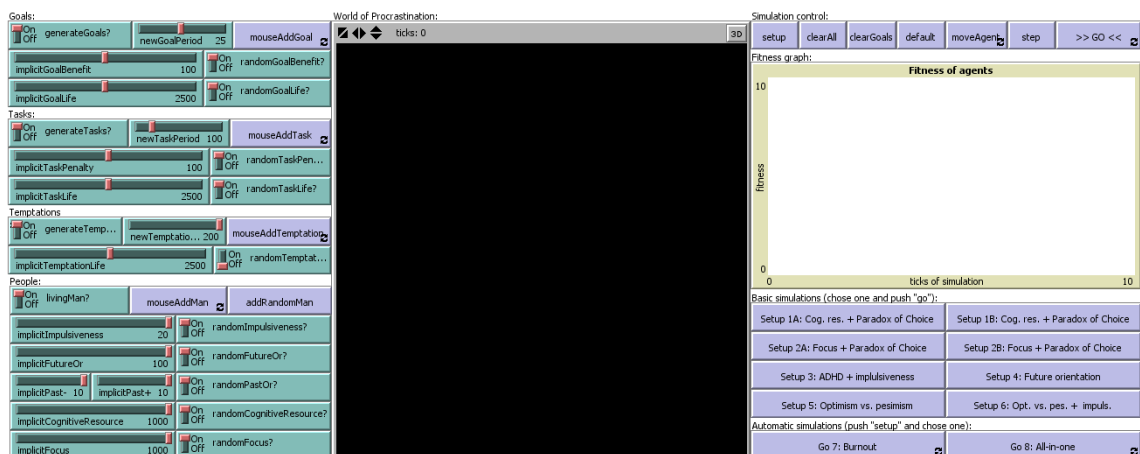 Goals:
On
Off
generateGoals?
newGoalPeriod 25
mouseAddGoal
implicitGoalBenefit 100
On
Off
randomGoalBenefit?
implicitGoalLife 2500
On
Off
randomGoalLife?
Tasks:
On
Off
generateTasks?
newTaskPeriod 100
mouseAddTask
implicitTaskPenalty 100
On
Off
randomTaskPen...
implicitTaskLife 2500
On
Off
randomTaskLife?
Temptations
On
Off
generateTemp...
newTemptatio... 200
mouseAddTemptation
implicitTemptationLife 2500
On
Off
randomTemptat...
People:
On
Off
livingMan?
mouseAddMan
addRandomMan
implicitImpulsiveness 20
On
Off
randomImpulsiveness?
implicitFutureOr 100
On
Off
randomFutureOr?
implicitPast- 10
implicitPast+ 10
On
Off
randomPastOr?
implicitCognitiveResource 1000
On
Off
randomCognitiveResource?
implicitFocus 1000
On
Off
randomFocus?
World of Procrastination:
ticks: 0
3D
Simulation control:
setup
clearAll
clearGoals
default
moveAgent
step
>> GO <<
Fitness graph:
Fitness of agents
10
fitness
0
0
ticks of simulation
10
Basic simulations (chose one and push "go"):
Setup 1A: Cog. res. + Paradox of Choice
Setup 1B: Cog. res. + Paradox of Choice
Setup 2A: Focus + Paradox of Choice
Setup 2B: Focus + Paradox of Choice
Setup 3: ADHD + implulsiveness
Setup 4: Future orientation
Setup 5: Optimism vs. pesimism
Setup 6: Opt. vs. pes. + impuls.
Automatic simulations (push "setup" and chose one):
Go 7: Burnout
Go 8: All-in-one